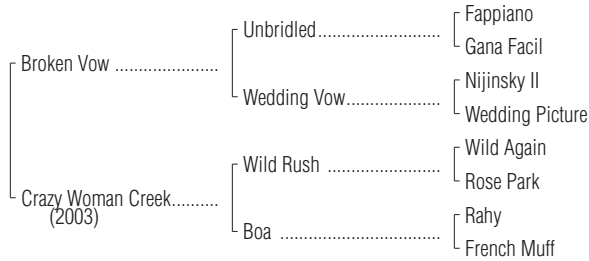 Fappiano
Unbridled..........................
Gana Facil
Broken Vow ......................
Nijinsky II
Wedding Vow....................
Wedding Picture
Wild Again
Wild Rush ........................
Rose Park
Crazy Woman Creek..........
(2003)
Rahy
Boa ..................................
French Muff